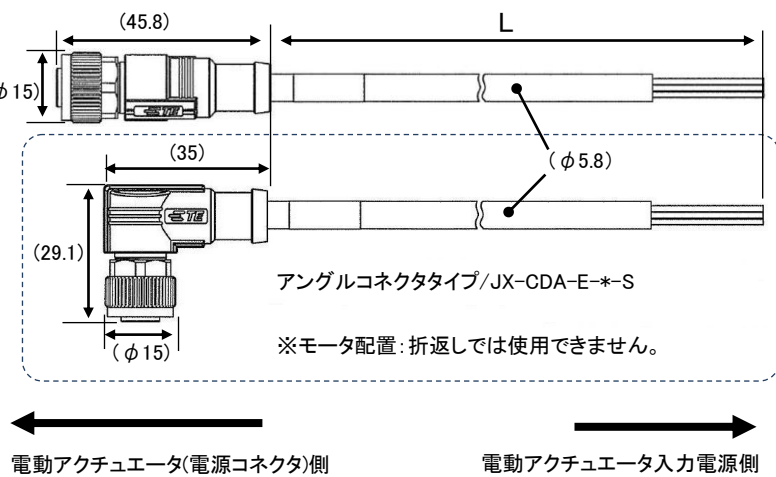 (45.8)
L
φ15)
(φ5.8)
TE
(35)
TE
(29.1)
アングルコネクタタイプ/JX-CDA-E-*-S
(φ15)
※モータ配置：折返しでは使用できません。
電動アクチュエータ(電源コネクタ)側
電動アクチュエータ入力電源側